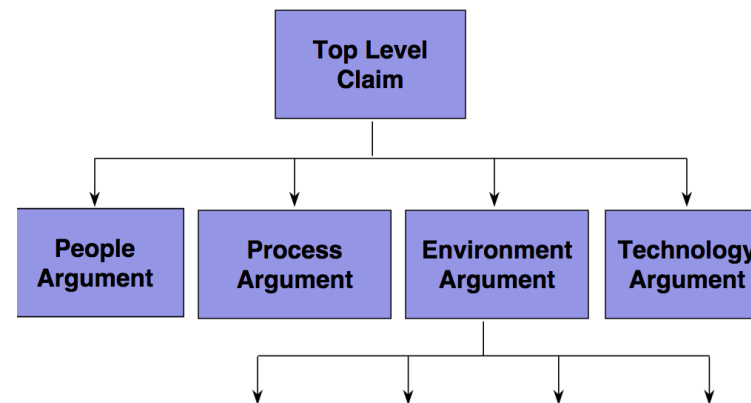 Top Level
Claim
People
Argument
Process
Argument
Environment
Argument
Technology
Argument